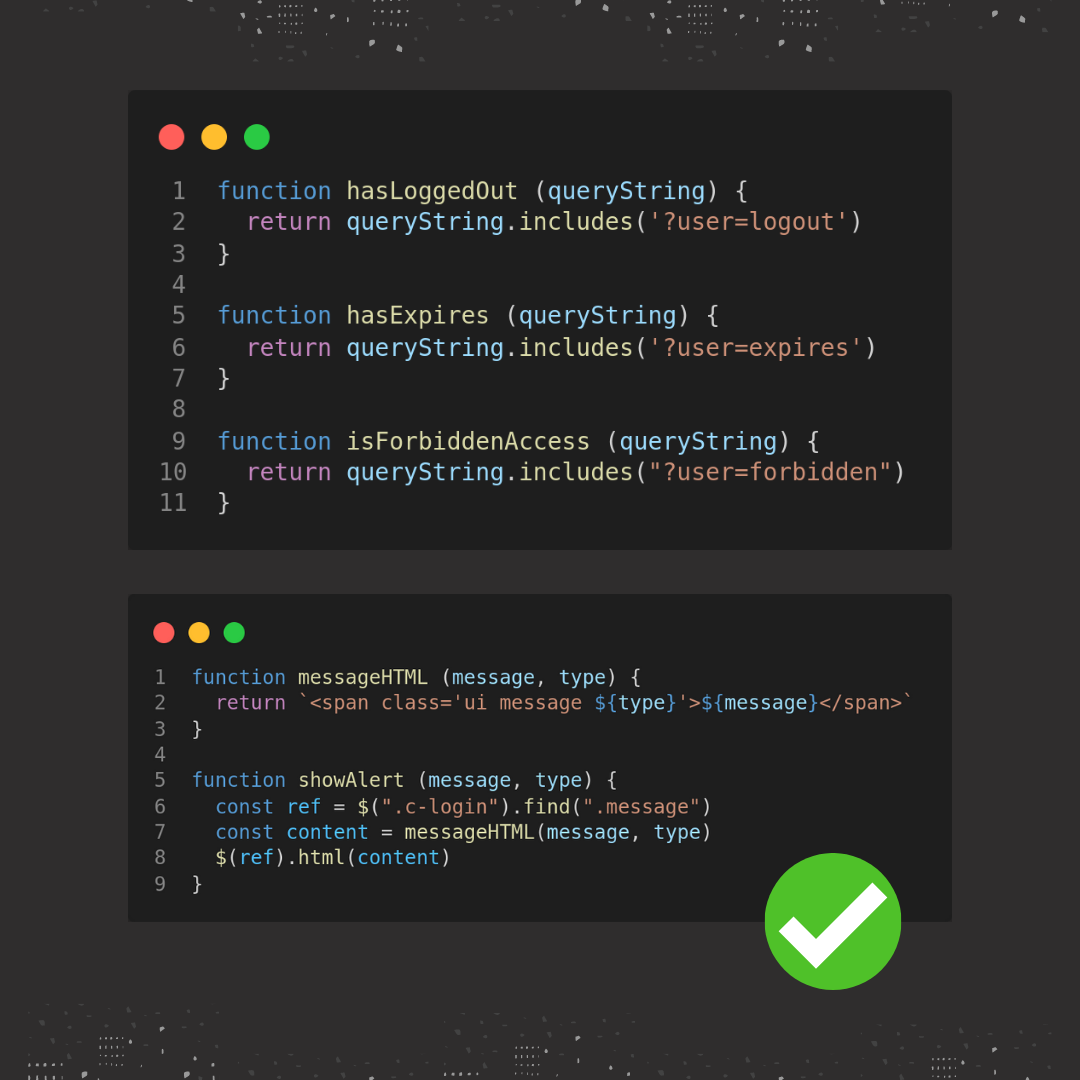 1 function hasLoggedOut (queryString) {
2 return queryString.includes('?user=logout')
3 }
4
5 function hasExpires (queryString) {
6 return queryString.includes('?user=expires')
7 }
8
9 function isForbiddenAccess (queryString) {
10 return queryString.includes("?user=forbidden")
11 }
1 function messageHTML (message, type) {
2 return `<span class='ui message ${type}'>${message}</span>`
3 }
4
5 function showAlert (message, type) {
6 const ref = $(".c-login").find(".message")
7 const content = messageHTML(message, type)
8 $(ref).html(content)
9 }